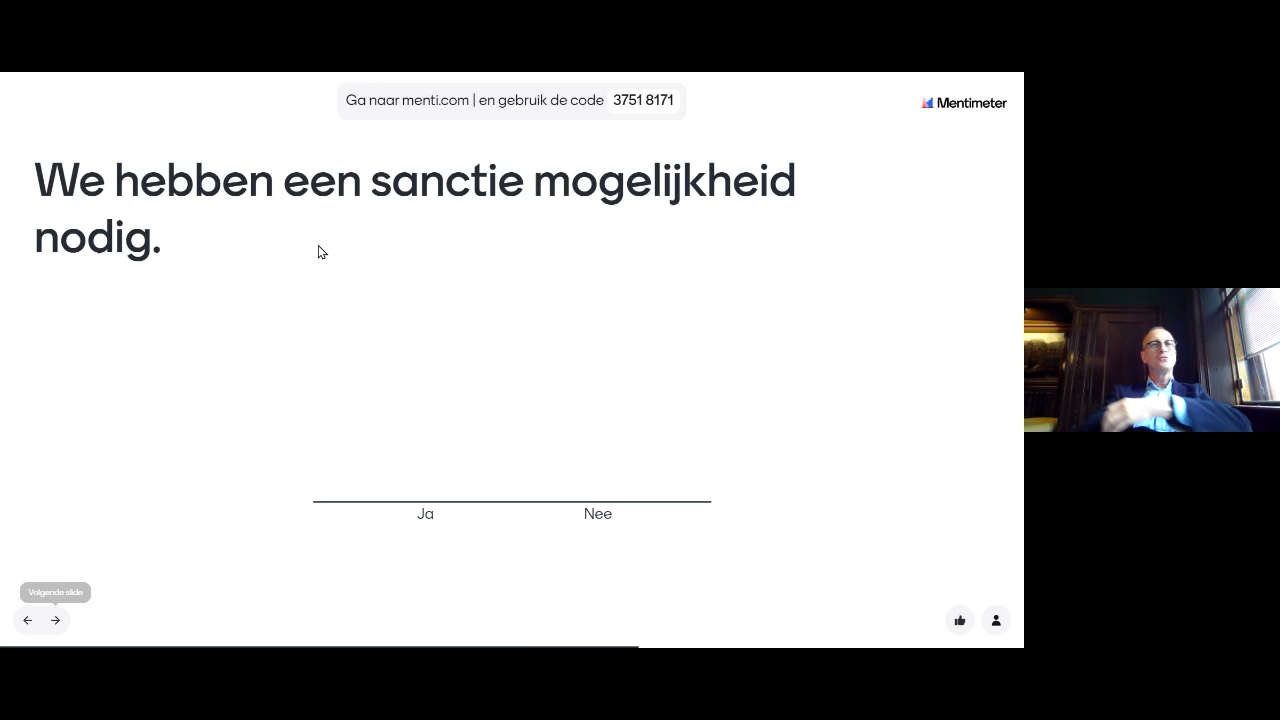 Ga naar menti.com | en gebruik de code 3751 8171
Mentimeter
We hebben een sanctie mogelijkheid
nodig.
Ja
Nee
Volgende slide